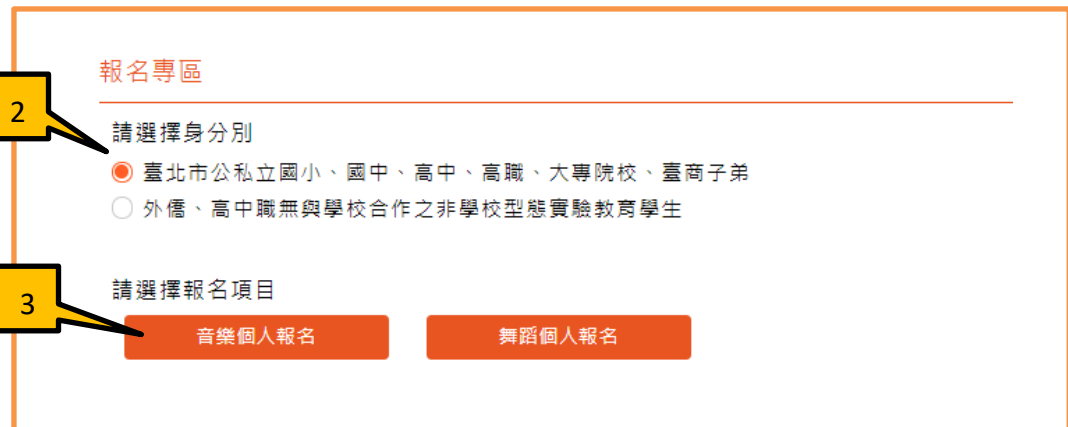 報名專區
2
請選擇身分別
臺北市公私立國小、國中、高中、高職、大專院校、臺商子弟
外僑、高中職無與學校合作之非學校型態實驗教育學生
3
請選擇報名項目
音樂個人報名
舞蹈個人報名